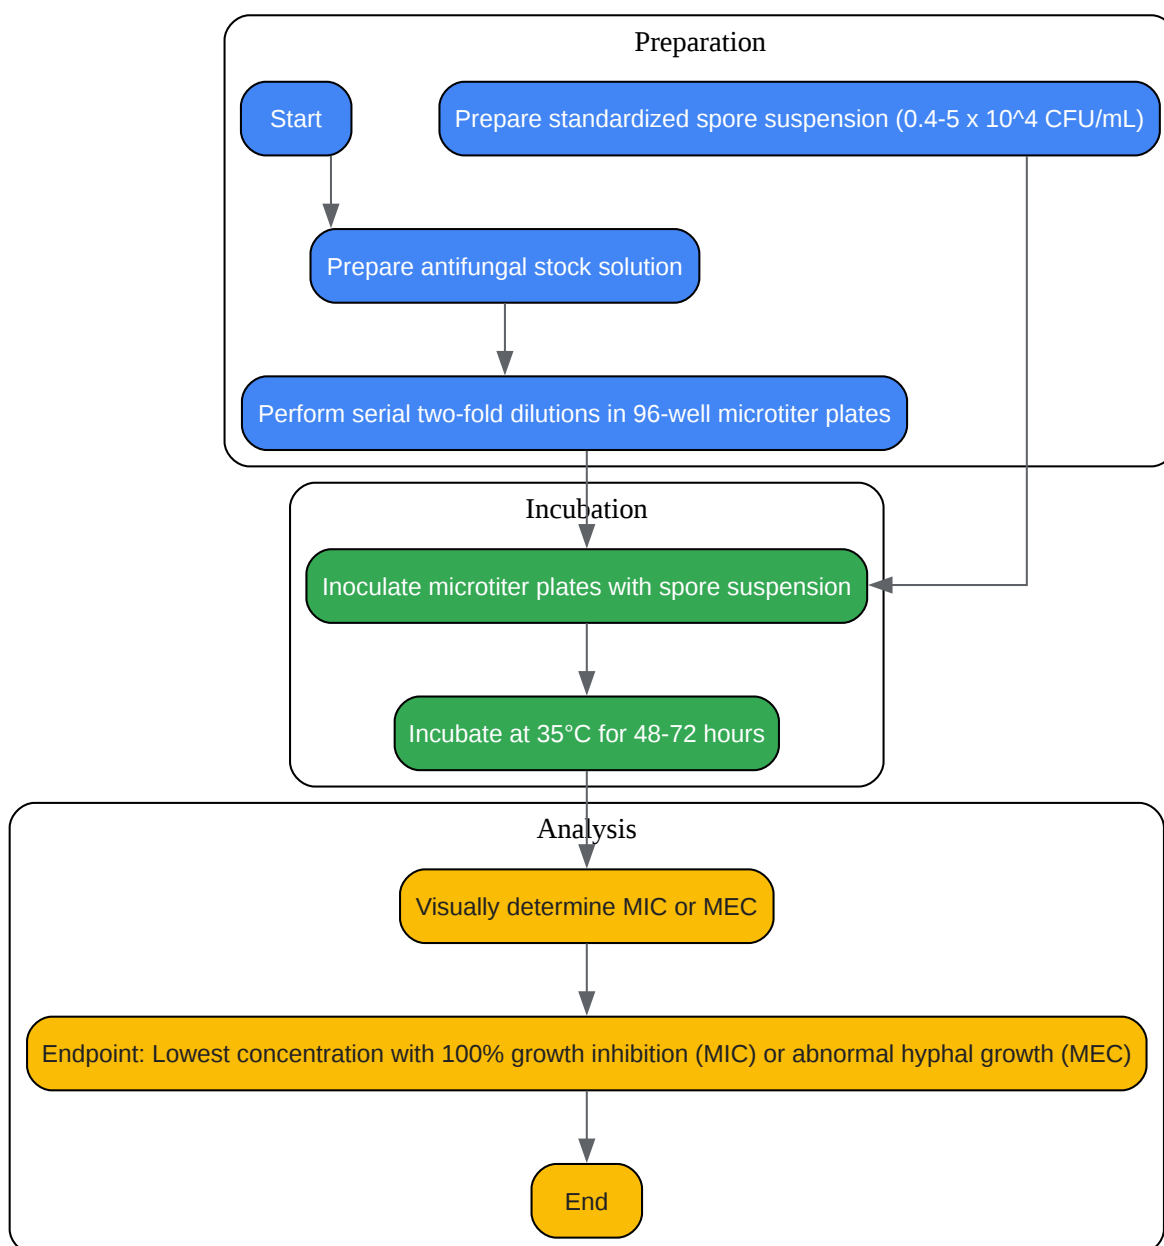 Preparation
Start
Prepare standardized spore suspension (0.4-5 x 10^4 CFU/mL)
Prepare antifungal stock solution
Perform serial two-fold dilutions in 96-well microtiter plates
Incubation
Inoculate microtiter plates with spore suspension
Incubate at 35°C for 48-72 hours
Analysis
Visually determine MIC or MEC
Endpoint: Lowest concentration with 100% growth inhibition (MIC) or abnormal hyphal growth (MEC)
End